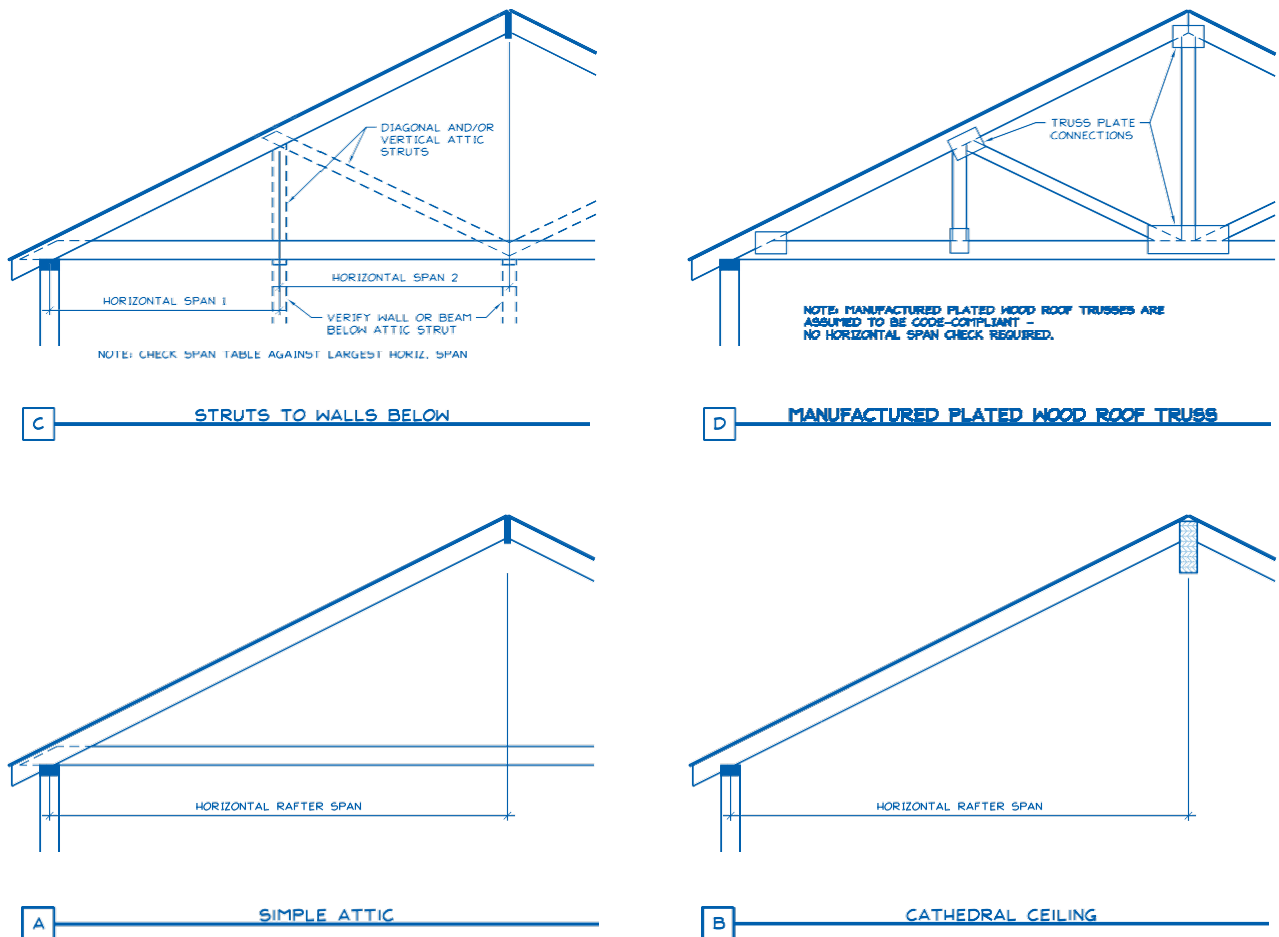 DIAGONAL AND/OR
VERTICAL ATTIC
STRUTS
HORIZONTAL SPAN 2
HORIZONTAL SPAN 1
VERIFY WALL OR BEAM
BELOW ATTIC STRUT
NOTE: CHECK SPAN TABLE AGAINST LARGEST HORIZ. SPAN
C
STRUTS TO WALLS BELOW
TRUSS PLATE
CONNECTIONS
NOTE: MANUFACTURED PLATED WOOD ROOF TRUSSES ARE
ASSUMED TO BE CODE-COMPLIANT -
NO HORIZONTAL SPAN CHECK REQUIRED.
D
MANUFACTURED PLATED WOOD ROOF TRUSS
HORIZONTAL RAFTER SPAN
A
SIMPLE ATTIC
HORIZONTAL RAFTER SPAN
B
CATHEDRAL CEILING